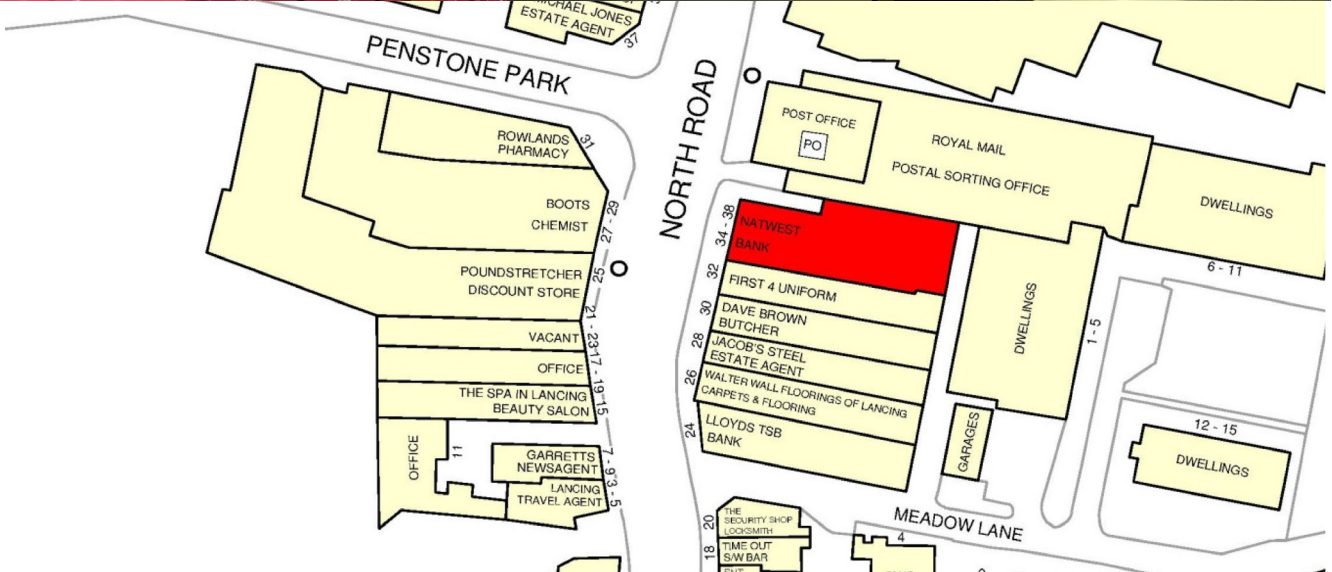 MICHAEL JONES
ESTATE AGENT
37
PENSTONE PARK
NORTH ROAD
ROWLANDS
PHARMACY
31
BOOTS
CHEMIST
27 - 29
POUNDSTRETCHER
DISCOUNT STORE
25
VACANT
21 - 23
OFFICE
17 - 19
THE SPA IN LANCING
BEAUTY SALON
15
OFFICE
11
GARRETTS
NEWSAGENT
7 - 9
LANCING
TRAVEL AGENT
3 - 5
POST OFFICE
PO
ROYAL MAIL
POSTAL SORTING OFFICE
DWELLINGS
6 - 11
34 - 38
NATWEST
BANK
32
FIRST 4 UNIFORM
30
DAVE BROWN
BUTCHER
28
JACOB'S STEEL
ESTATE AGENT
26
WALTER WALL FLOORINGS OF LANCING
CARPETS & FLOORING
24
LLOYDS TSB
BANK
DWELLINGS
1 - 5
GARAGES
12 - 15
DWELLINGS
MEADOW LANE
20
THE
SECURITY SHOP
LOCKSMITH
18
TIME OUT
S/W BAR
4